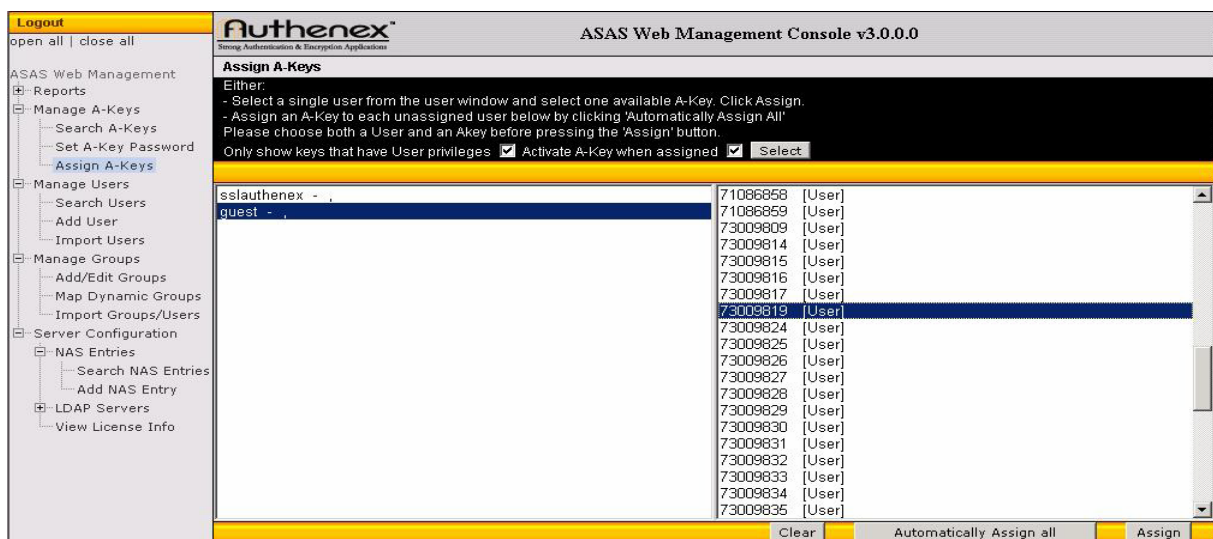 Logout
open all | close all
ASAS Web Management
Reports
Manage A-Keys
Search A-Keys
Set A-Key Password
Assign A-Keys
Manage Users
Search Users
Add User
Import Users
Manage Groups
Add/Edit Groups
Map Dynamic Groups
Import Groups/Users
Server Configuration
NAS Entries
Search NAS Entries
Add NAS Entry
LDAP Servers
View License Info
Authenex™
Strong Authentication & Encryption Applications
ASAS Web Management Console v3.0.0.0
Assign A-Keys
Either:
- Select a single user from the user window and select one available A-Key. Click Assign.
- Assign an A-Key to each unassigned user below by clicking 'Automatically Assign All'
Please choose both a User and an Akey before pressing the 'Assign' button.
Only show keys that have User privileges Activate A-Key when assigned Select
sslauthenex - ,
guest - ,
71086858 [User]
71086859 [User]
73009809 [User]
73009814 [User]
73009815 [User]
73009816 [User]
73009817 [User]
73009819 [User]
73009824 [User]
73009825 [User]
73009826 [User]
73009827 [User]
73009828 [User]
73009829 [User]
73009830 [User]
73009831 [User]
73009832 [User]
73009833 [User]
73009834 [User]
73009835 [User]
Clear Automatically Assign all Assign